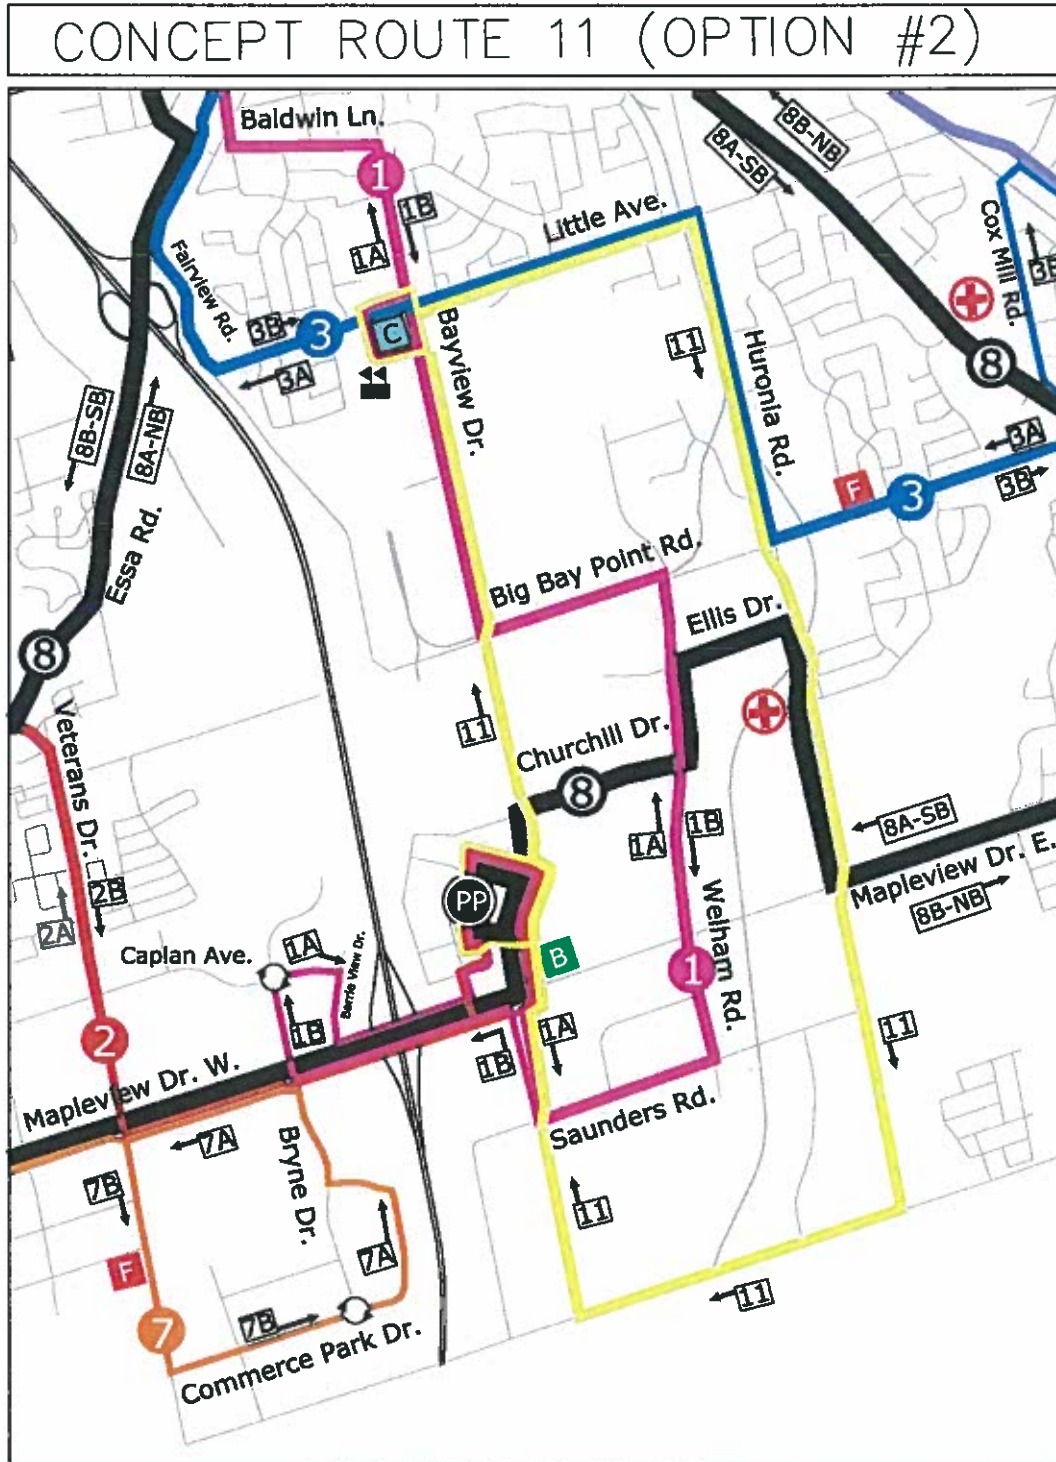 CONCEPT ROUTE 11 (OPTION #2)
Baldwin Ln.
8B-NB
8A-SB
1
1B
1A
Little Ave.
Cox Mill Rd.
Fairview Rd.
3B
3
C
3A
Bayview Dr.
11
Huronia Rd.
8
3A
3B
F
3
8B-SB
8A-NB
Essa Rd.
Big Bay Point Rd.
Ellis Dr.
8
Veterans Dr.
11
Churchill Dr.
8
1A
1B
8A-SB
Mapleview Dr. E.
8B-NB
2B
2A
PP
Welham Rd.
Caplan Ave.
1A
Barrie View Dr.
B
1
1B
1A
1B
11
2
Mapleview Dr. W.
7A
Saunders Rd.
7B
Bryne Dr.
11
7A
F
11
7
7B
Commerce Park Dr.